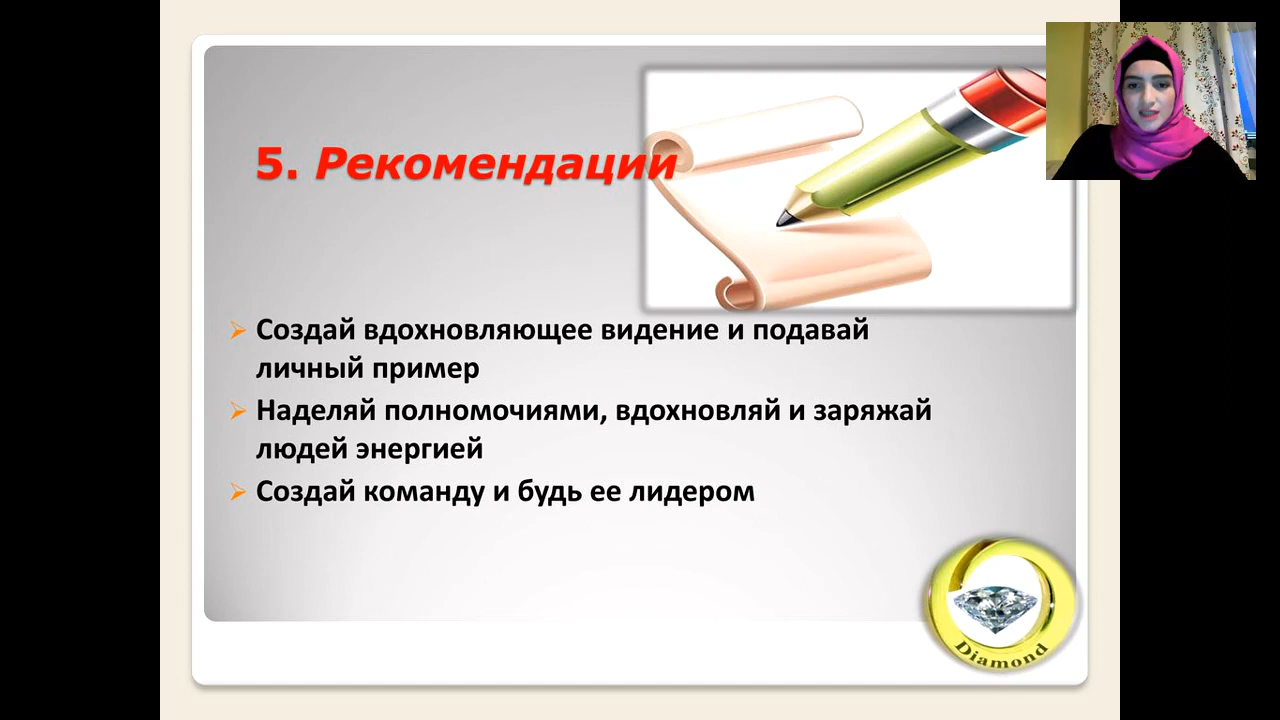 5. Рекомендации
Создай вдохновляющее видение и подавай
личный пример
Наделяй полномочиями, вдохновляй и заряжай
людей энергией
Создай команду и будь ее лидером
Diamond